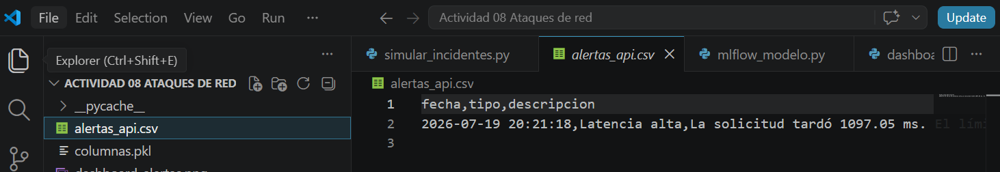 File Edit Selection View Go Run ··· Actividad 08 Ataques de red Update
Explorer (Ctrl+Shift+E)
simular_incidentes.py alertas_api.csv mlflow_modelo.py dashboa
ACTIVIDAD 08 ATAQUES DE RED
alertas_api.csv
__pycache__
1 fecha,tipo,descripcion
alertas_api.csv
2 2026-07-19 20:21:18,Latencia alta,La solicitud tardó 1097.05 ms. El lími
columnas.pkl
3
dashboard_alertas.png